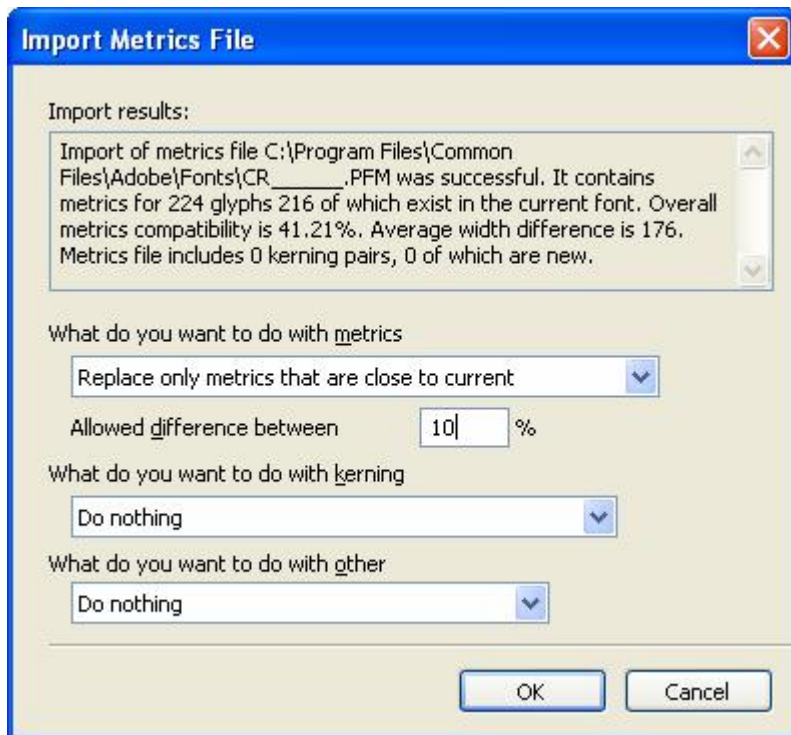 Import Metrics File
Import results:
Import of metrics file C:\Program Files\Common
Files\Adobe\Fonts\CR______.PFM was successful. It contains
metrics for 224 glyphs 216 of which exist in the current font. Overall
metrics compatibility is 41.21%. Average width difference is 176.
Metrics file includes 0 kerning pairs, 0 of which are new.
What do you want to do with metrics
Replace only metrics that are close to current
Allowed difference between 10 %
What do you want to do with kerning
Do nothing
What do you want to do with other
Do nothing
OK Cancel